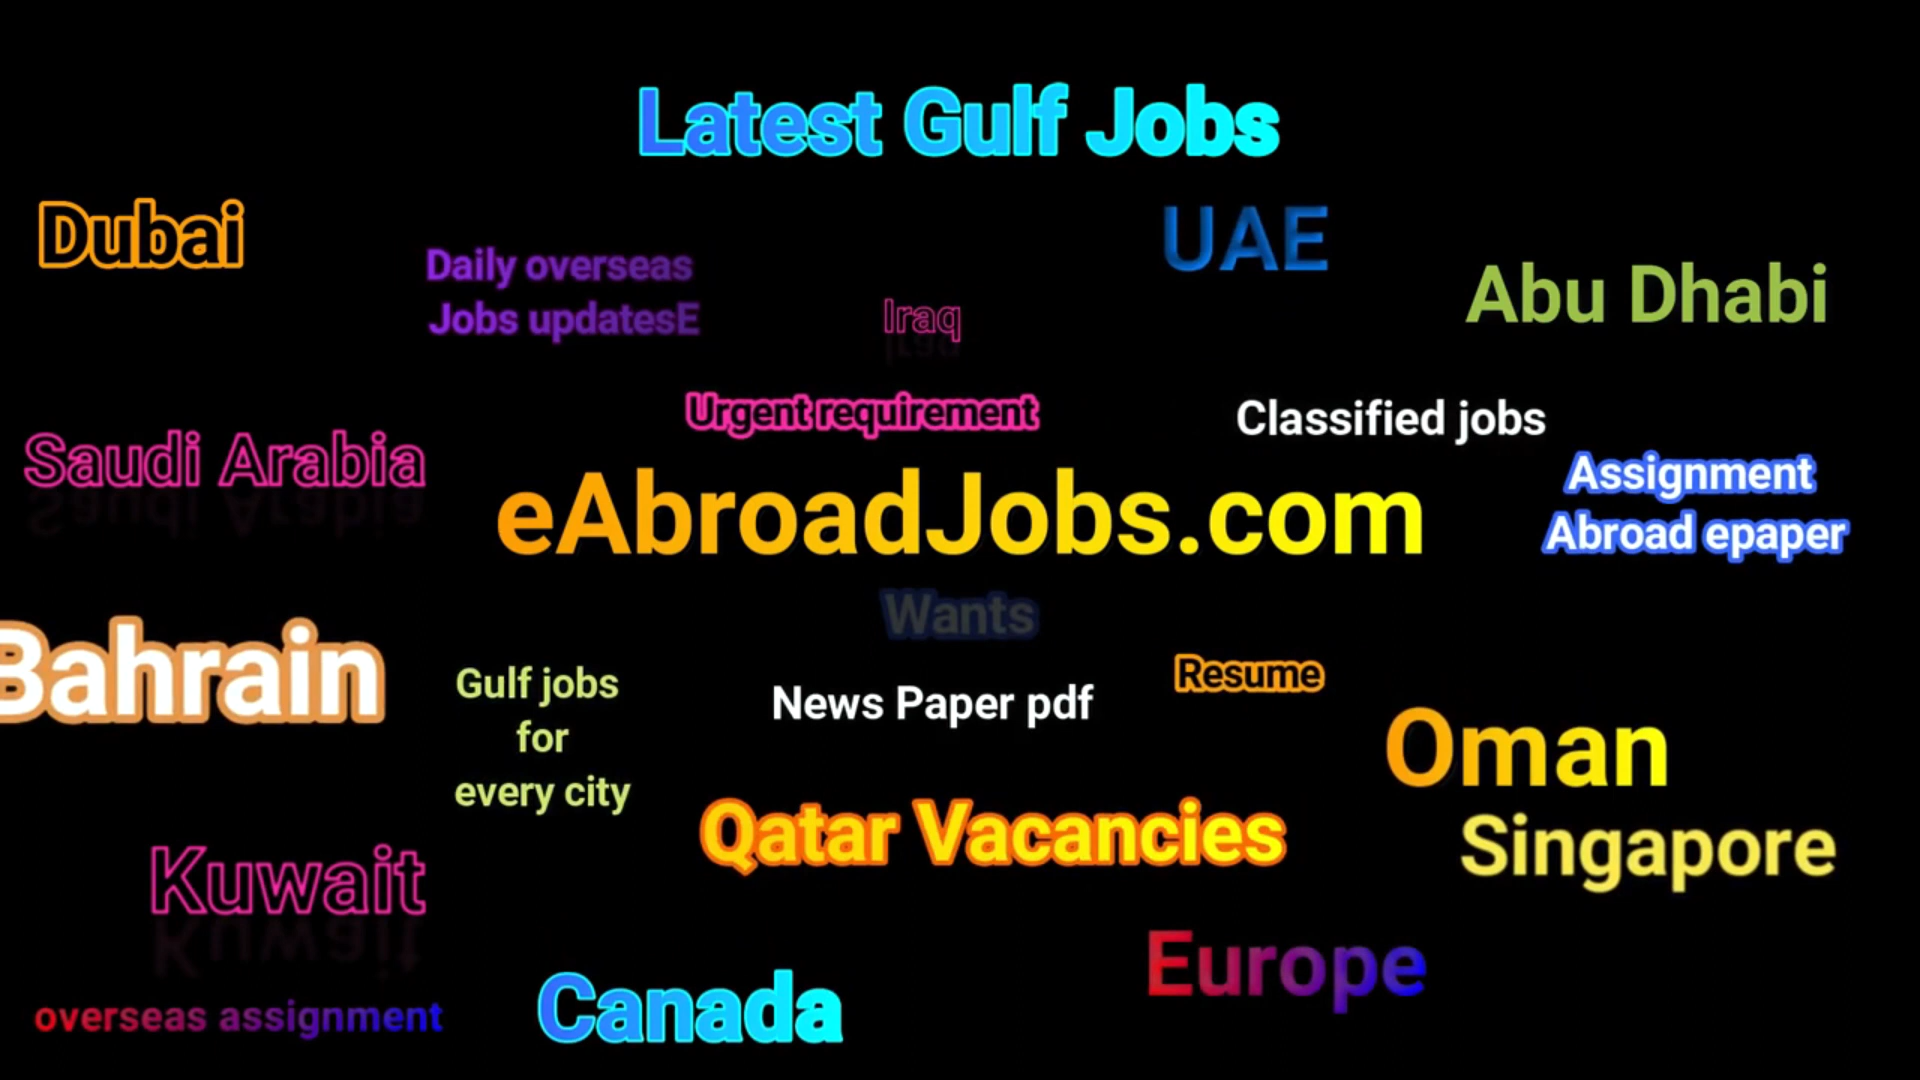 Latest Gulf Jobs
Dubai
UAE
Daily overseas
Jobs updatesE
Iraq
Abu Dhabi
Urgent requirement
Classified jobs
Saudi Arabia
eAbroadJobs.com
Assignment
Abroad epaper
Wants
Bahrain
Gulf jobs
for
every city
News Paper pdf
Resume
Oman
Qatar Vacancies
Singapore
Kuwait
Europe
overseas assignment
Canada